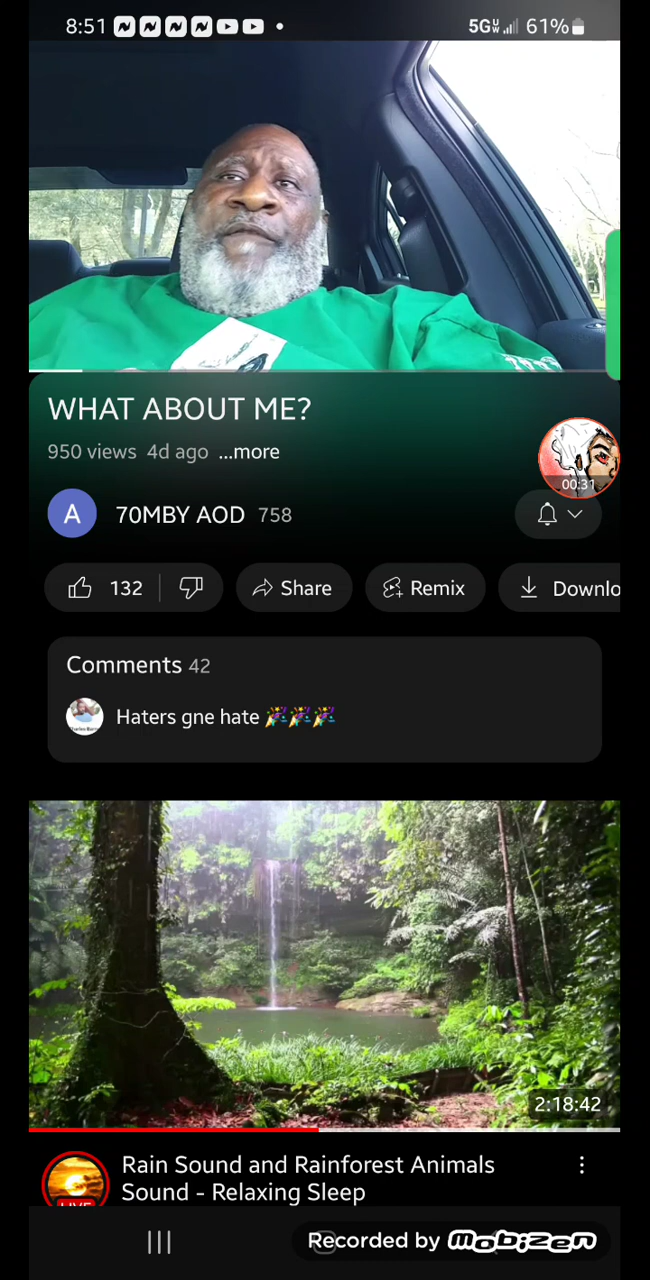 8:51
5G UW 61%
WHAT ABOUT ME?
950 views 4d ago ...more
00:31
A 70MBY AOD 758
132 Share Remix Downlo
Comments 42
Haters gne hate 🎉🎉🎉
2:18:42
Rain Sound and Rainforest Animals
Sound - Relaxing Sleep
LIVE
Recorded by mobizen